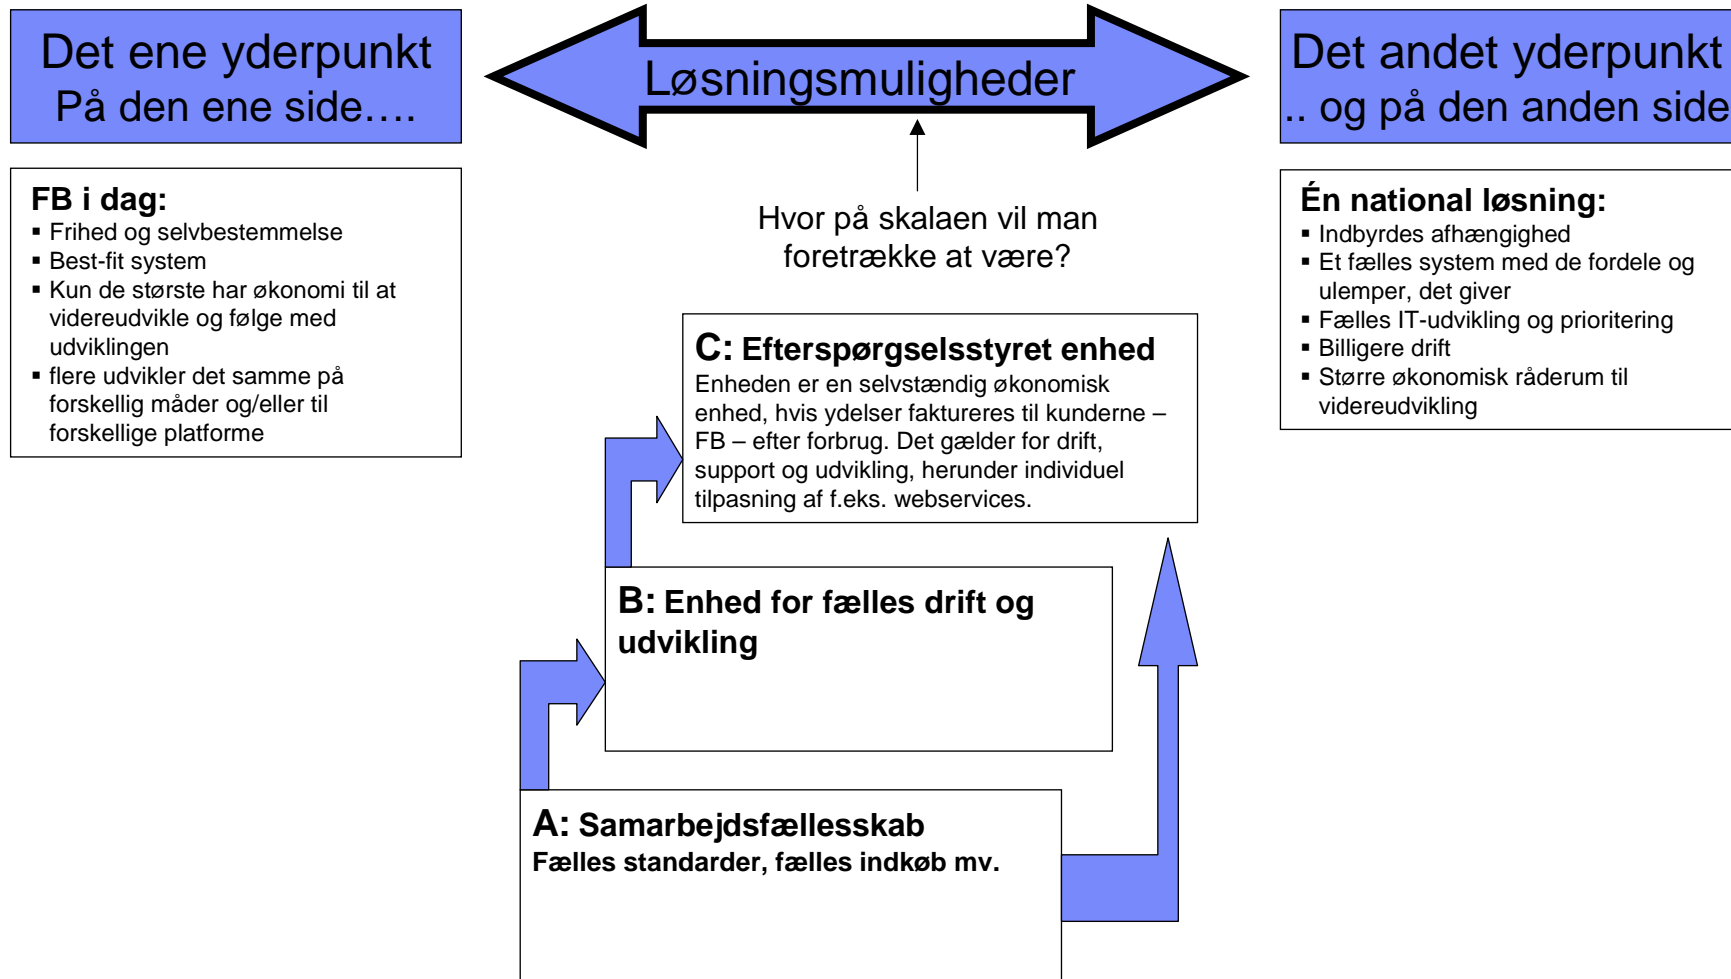 Det ene yderpunkt
På den ene side....
Løsningsmuligheder
Det andet yderpunkt
.. og på den anden side
FB i dag:
▪ Frihed og selvbestemmelse
▪ Best-fit system
▪ Kun de største har økonomi til at
videreudvikle og følge med
udviklingen
▪ flere udvikler det samme på
forskellig måder og/eller til
forskellige platforme
Hvor på skalaen vil man
foretrække at være?
Én national løsning:
▪ Indbyrdes afhængighed
▪ Et fælles system med de fordele og
ulemper, det giver
▪ Fælles IT-udvikling og prioritering
▪ Billigere drift
▪ Større økonomisk råderum til
videreudvikling
C: Efterspørgselsstyret enhed
Enheden er en selvstændig økonomisk
enhed, hvis ydelser faktureres til kunderne –
FB – efter forbrug. Det gælder for drift,
support og udvikling, herunder individuel
tilpasning af f.eks. webservices.
B: Enhed for fælles drift og
udvikling
A: Samarbejdsfællesskab
Fælles standarder, fælles indkøb mv.